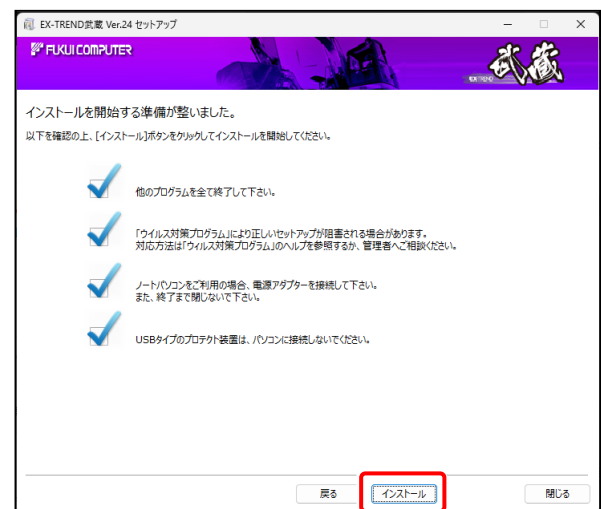 EX-TREND武蔵 Ver.24 セットアップ
FUKUI COMPUTER
EX-TREND 武蔵
インストールを開始する準備が整いました。
以下を確認の上、[インストール]ボタンをクリックしてインストールを開始してください。
他のプログラムを全て終了して下さい。
「ウイルス対策プログラム」により正しいセットアップが阻害される場合があります。
対応方法は「ウィルス対策プログラム」のヘルプを参照するか、管理者へご相談ください。
ノートパソコンをご利用の場合、電源アダプターを接続して下さい。
また、終了まで閉じないで下さい。
USBタイプのプロテクト装置は、パソコンに接続しないでください。
戻る
インストール
閉じる